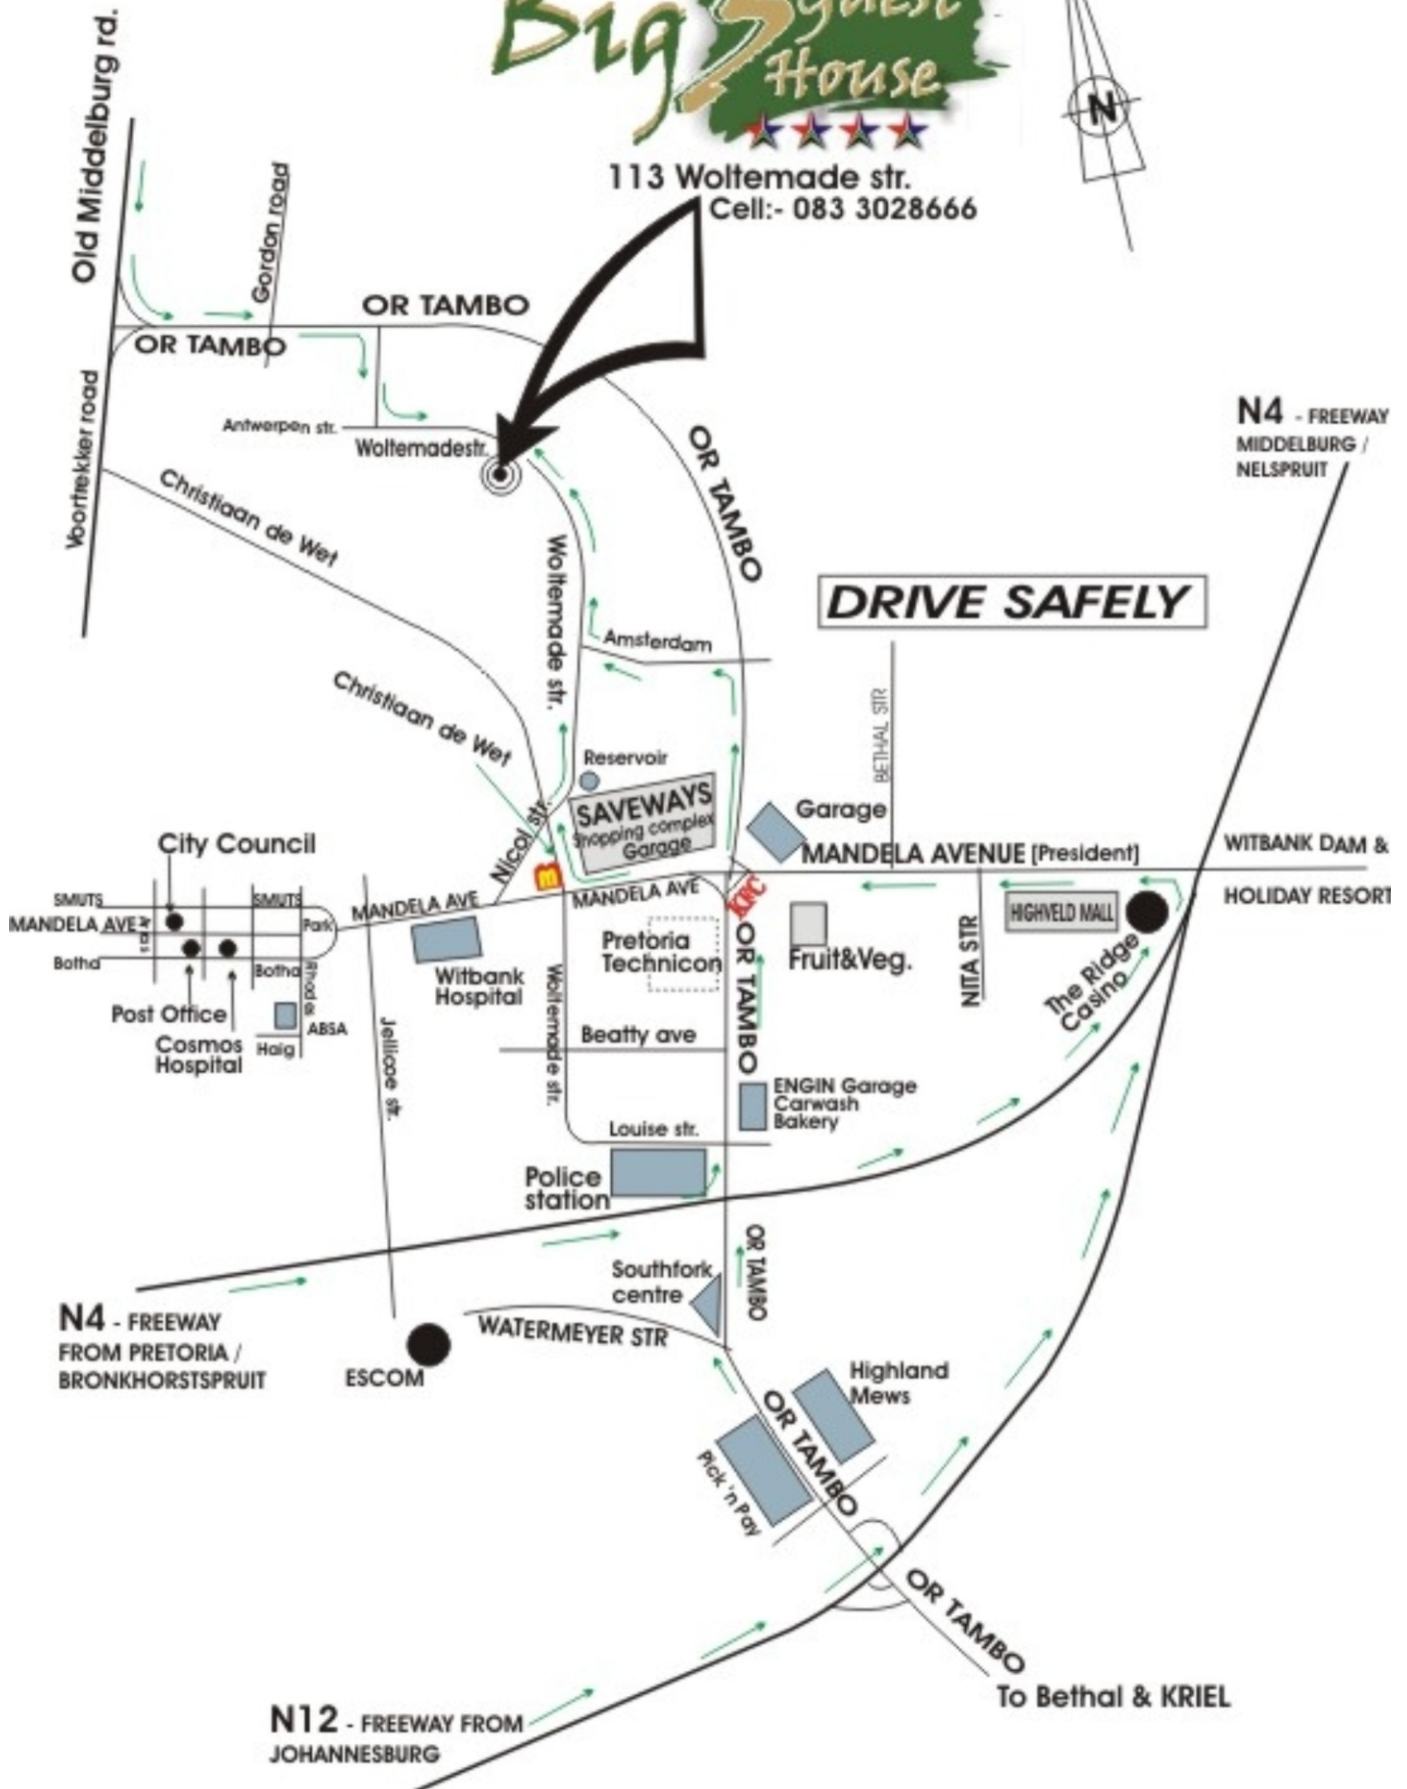 Big 5 guest
House
113 Woltemade str.
Cell:- 083 3028666
N
Old Middelburg rd.
Gordon road
OR TAMBO
OR TAMBO
Voortrekker road
Antwerpen str.
Woltemadestr.
OR TAMBO
N4 - FREEWAY
MIDDELBURG /
NELSPRUIT
Christiaan de Wet
Woltemade str.
DRIVE SAFELY
Amsterdam
Christiaan de Wet
BETHAL STR
Reservoir
SAVEWAYS
Shopping complex
Garage
Garage
Nicol str.
m
City Council
MANDELA AVENUE [President]
WITBANK DAM &
HOLIDAY RESORT
SMUTS
SMUTS
MANDELA AVE
Park
MANDELA AVE
MANDELA AVE
KFC
HIGHVELD MALL
Botha
Botha
Rhodes
Pretoria
Technicon
Fruit&Veg.
NITA STR
The Ridge
Casino
Witbank
Hospital
Post Office
Cosmos
Hospital
ABSA
Haig
Jellicoe str.
Woltemade str.
Beatty ave
OR TAMBO
ENGIN Garage
Carwash
Bakery
Louise str.
Police
station
OR TAMBO
Southfork
centre
N4 - FREEWAY
FROM PRETORIA /
BRONKHORSTSPRUIT
WATERMEYER STR
ESCOM
Highland
Mews
OR TAMBO
Pick 'n Pay
OR TAMBO
To Bethal & KRIEL
N12 - FREEWAY FROM
JOHANNESBURG